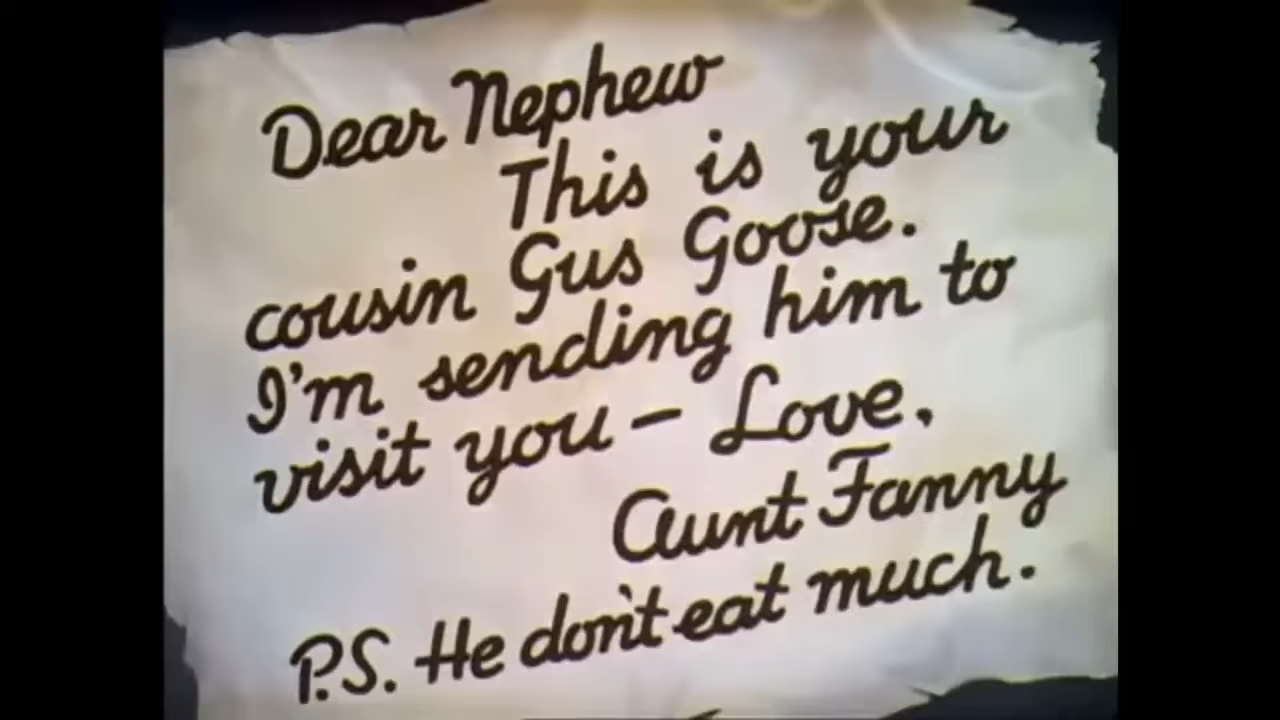 Dear Nephew
This is your
cousin Gus Goose.
I'm sending him to
visit you – Love,
Aunt Fanny
P.S. He don't eat much.